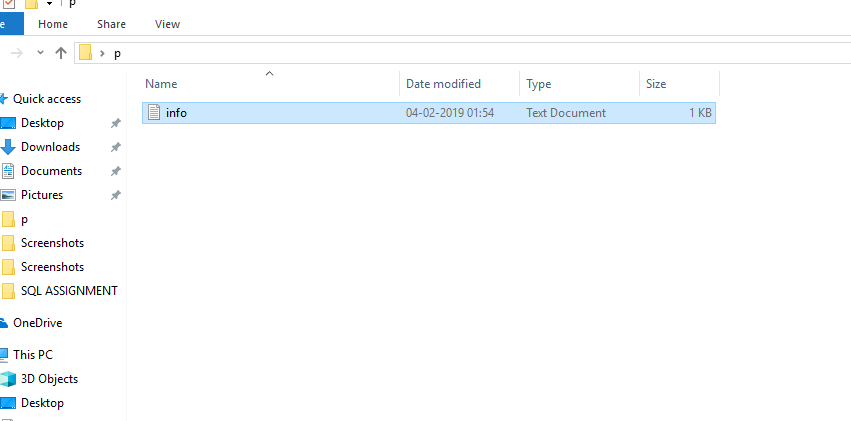 p
e Home Share View
p
Name Date modified Type Size
info 04-02-2019 01:54 Text Document 1 KB
Quick access
Desktop
Downloads
Documents
Pictures
p
Screenshots
Screenshots
SQL ASSIGNMENT
OneDrive
This PC
3D Objects
Desktop